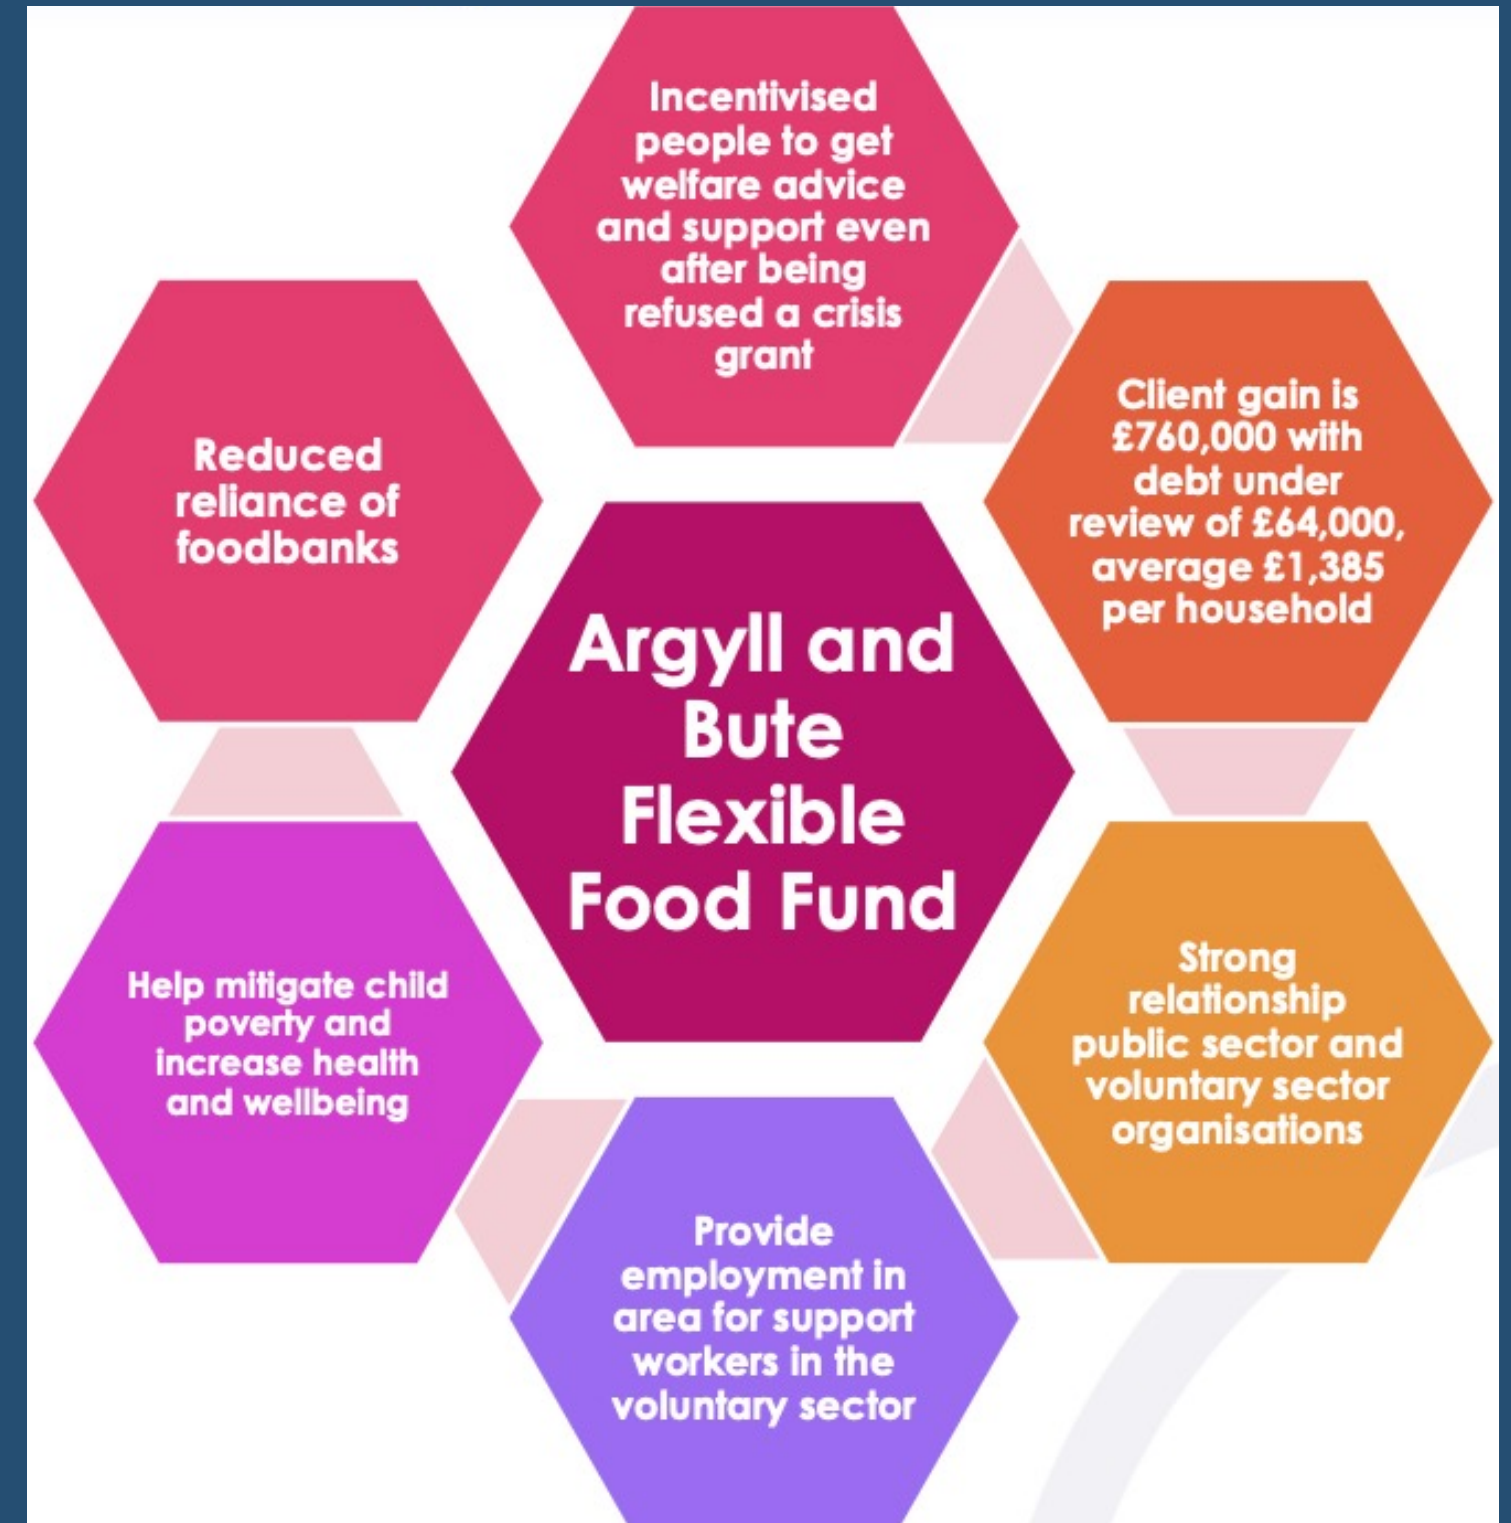 Incentivised
people to get
welfare advice
and support even
after being
refused a crisis
grant
Client gain is
£760,000 with
debt under
review of £64,000,
average £1,385
per household
Strong
relationship
public sector and
voluntary sector
organisations
Provide
employment in
area for support
workers in the
voluntary sector
Help mitigate child
poverty and
increase health
and wellbeing
Reduced
reliance of
foodbanks
Argyll and
Bute
Flexible
Food Fund